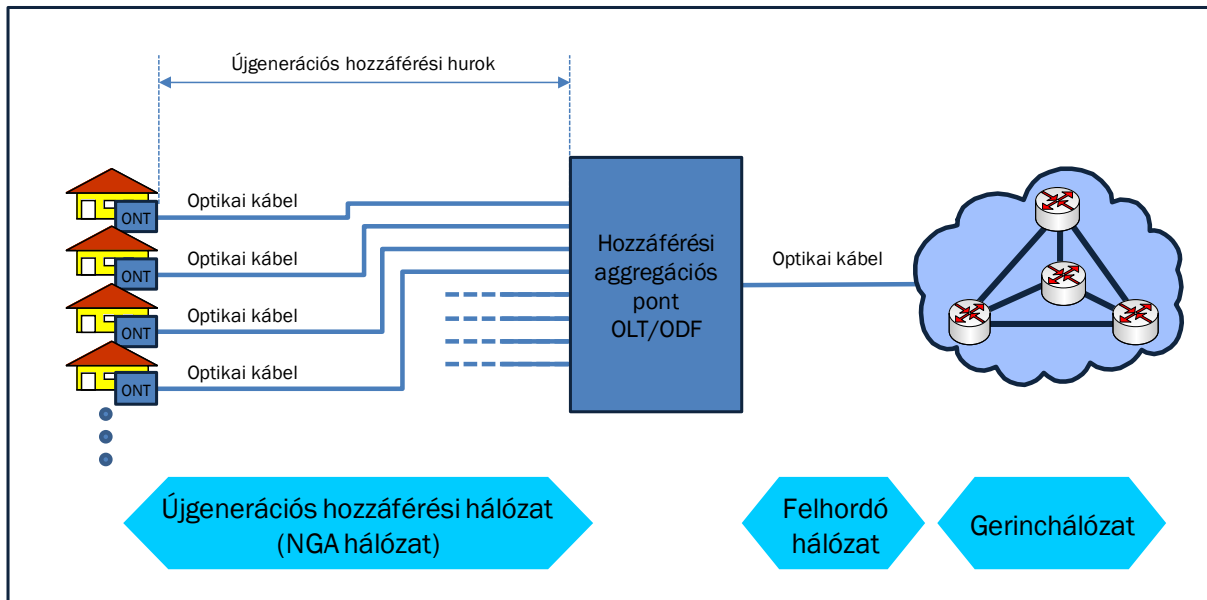 Újgenerációs hozzáférési hurok
Optikai kábel
ONT
Optikai kábel
ONT
Optikai kábel
ONT
Optikai kábel
ONT
Hozzáférési
aggregációs
pont
OLT/ODF
Optikai kábel
Újgenerációs hozzáférési hálózat
(NGA hálózat)
Felhordó
hálózat
Gerinchálózat